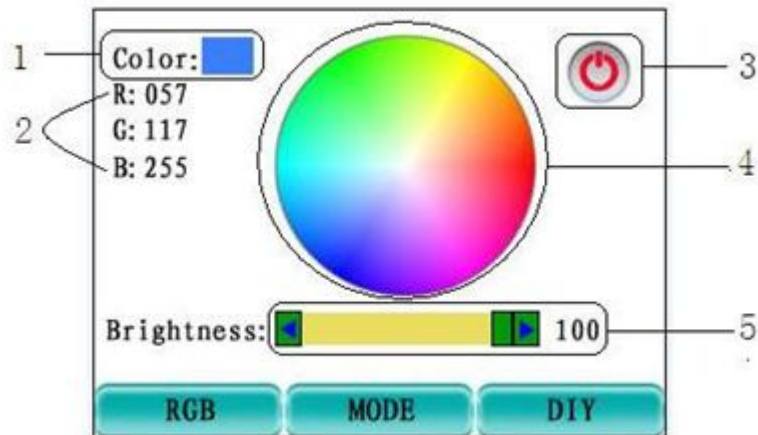 1
Color:
R: 057
2
G: 117
B: 255
3
4
Brightness: 100
5
RGB MODE DIY